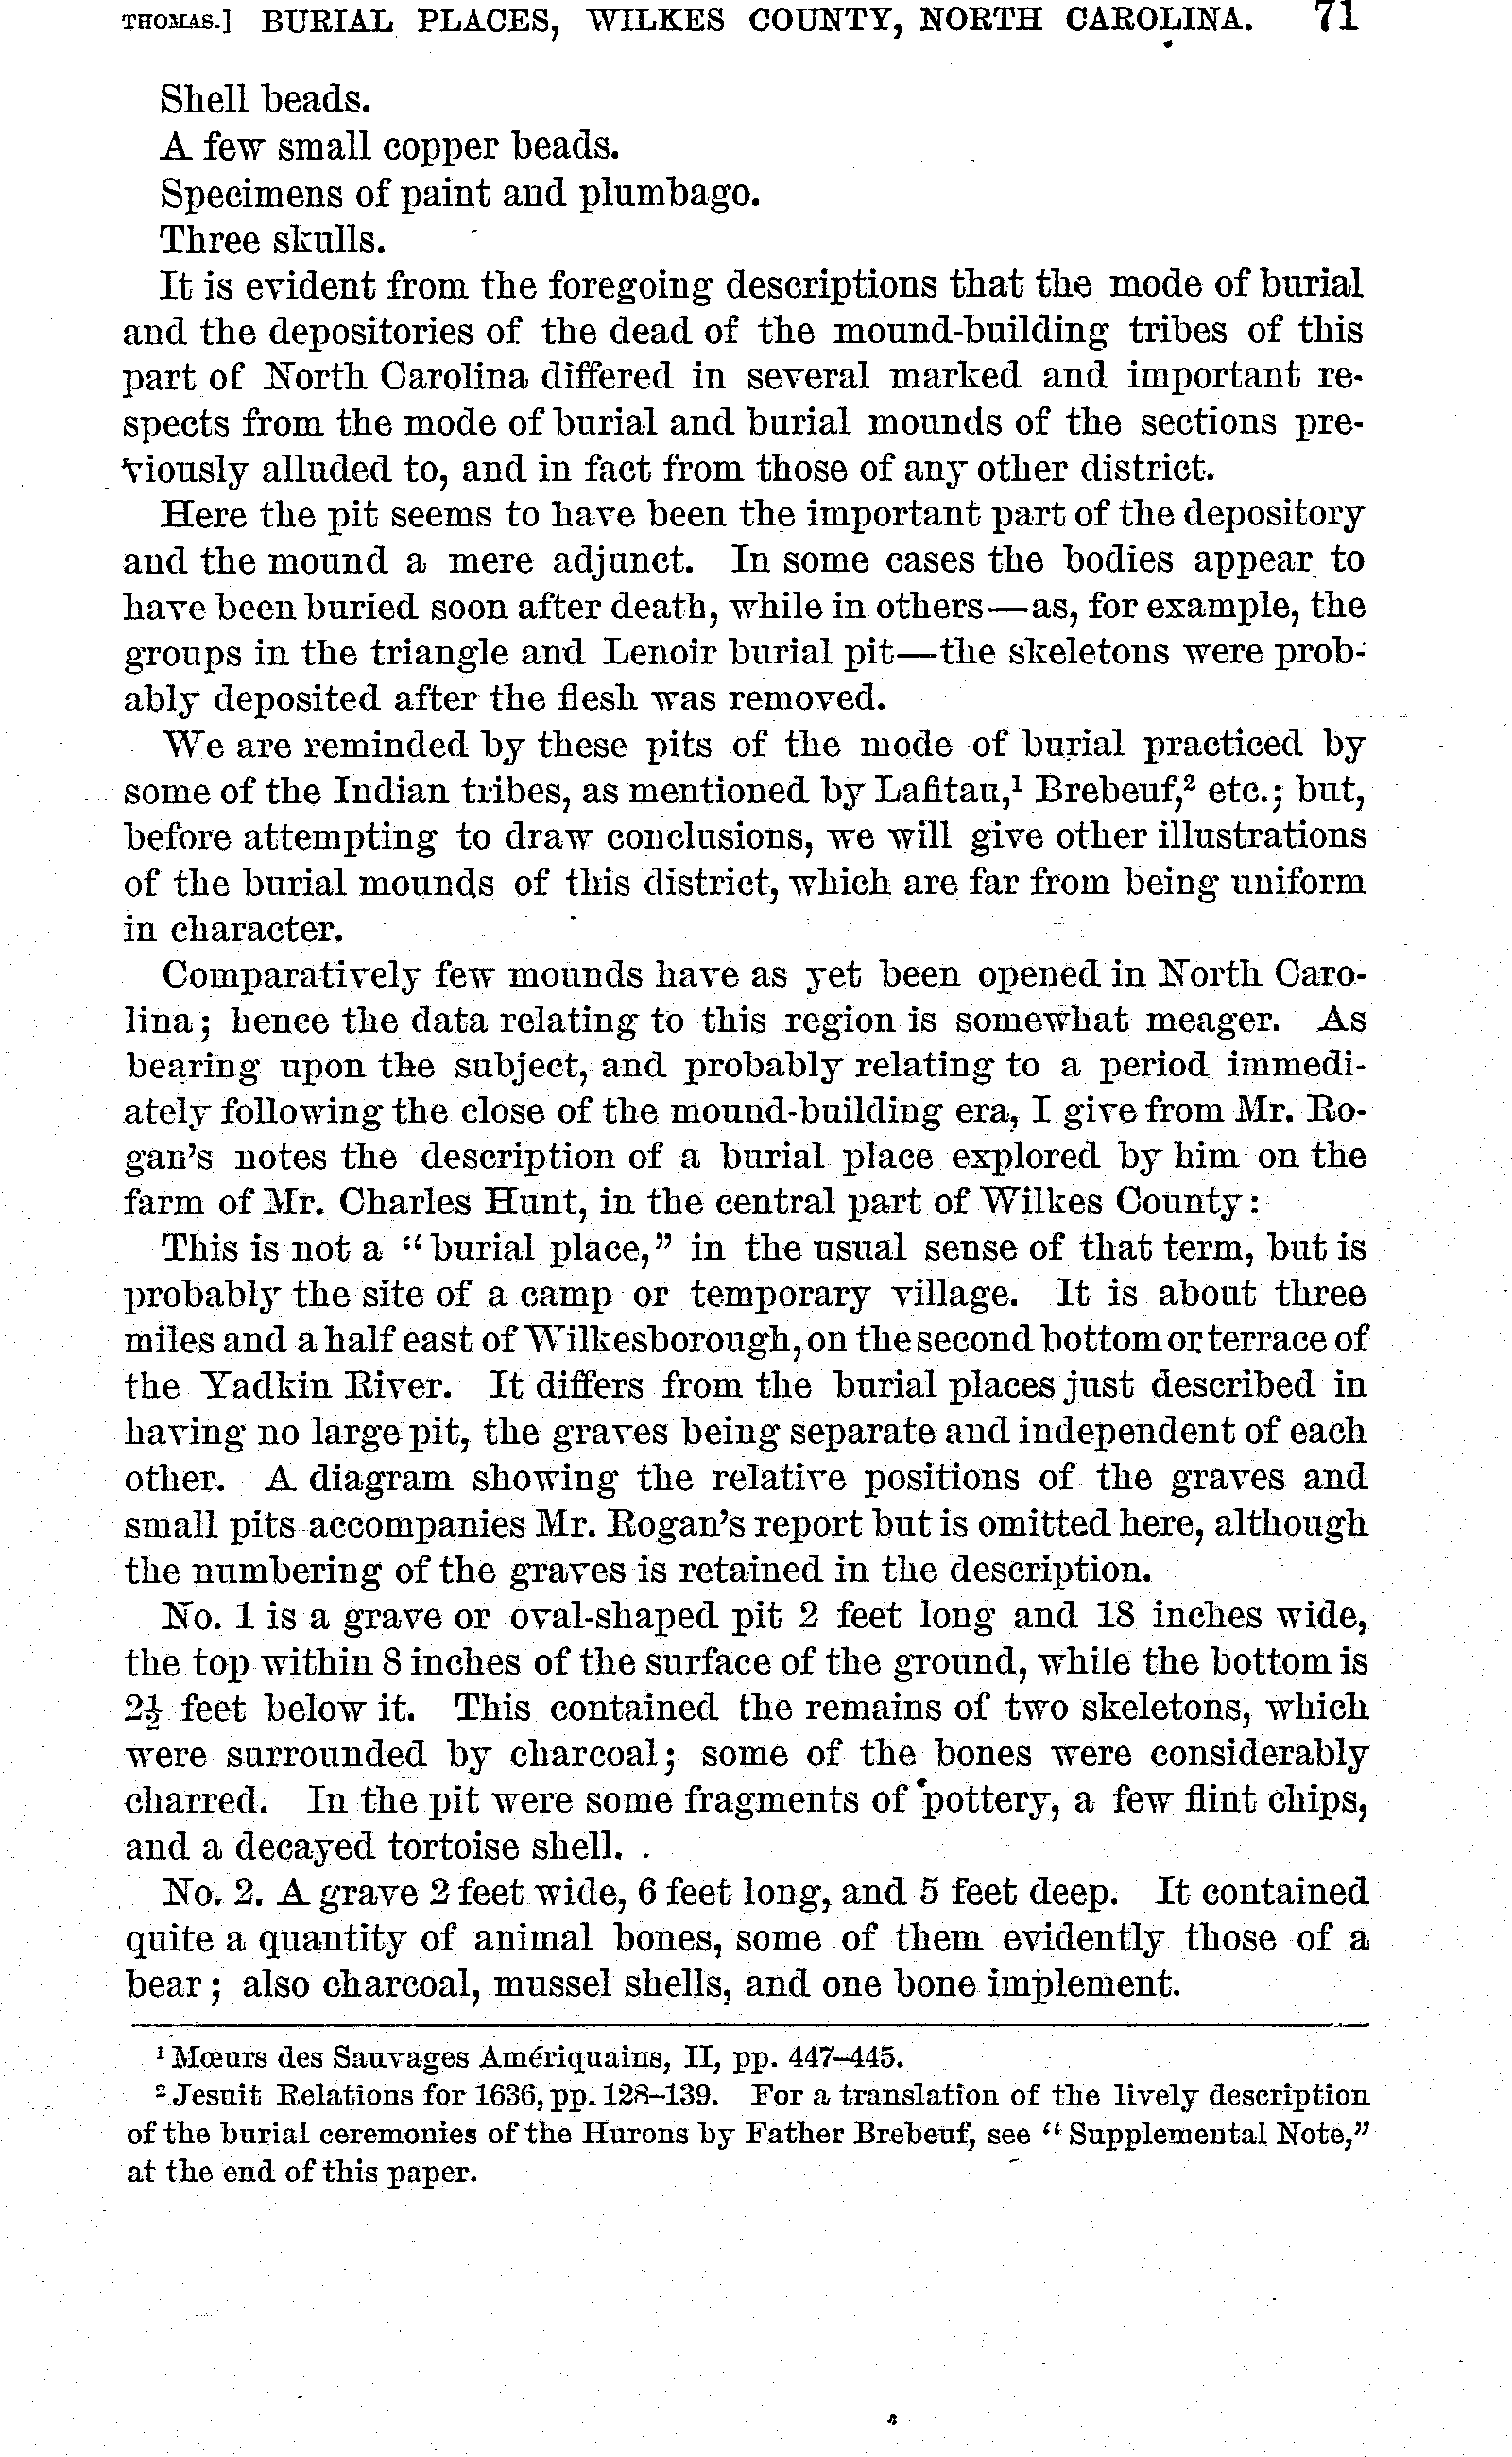 THOMAS.] BURIAL PLACES, WILKES COUNTY, NORTH CAROLINA. 71
Shell beads.
A few small copper beads.
Specimens of paint and plumbago.
Three skulls.
It is evident from the foregoing descriptions that the mode of burial
and the depositories of the dead of the mound-building tribes of this
part of North Carolina differed in several marked and important re-
spects from the mode of burial and burial mounds of the sections pre-
viously alluded to, and in fact from those of any other district.
Here the pit seems to have been the important part of the depository
and the mound a mere adjunct. In some cases the bodies appear to
have been buried soon after death, while in others—as, for example, the
groups in the triangle and Lenoir burial pit—the skeletons were prob-
ably deposited after the flesh was removed.
We are reminded by these pits of the mode of burial practiced by
some of the Indian tribes, as mentioned by Lafitau,¹ Brebeuf,² etc.; but,
before attempting to draw conclusions, we will give other illustrations
of the burial mounds of this district, which are far from being uniform
in character.
Comparatively few mounds have as yet been opened in North Caro-
lina; hence the data relating to this region is somewhat meager. As
bearing upon the subject, and probably relating to a period immedi-
ately following the close of the mound-building era, I give from Mr. Ro-
gan's notes the description of a burial place explored by him on the
farm of Mr. Charles Hunt, in the central part of Wilkes County:
This is not a "burial place," in the usual sense of that term, but is
probably the site of a camp or temporary village. It is about three
miles and a half east of Wilkesborough, on the second bottom or terrace of
the Yadkin River. It differs from the burial places just described in
having no large pit, the graves being separate and independent of each
other. A diagram showing the relative positions of the graves and
small pits accompanies Mr. Rogan's report but is omitted here, although
the numbering of the graves is retained in the description.
No. 1 is a grave or oval-shaped pit 2 feet long and 18 inches wide,
the top within 8 inches of the surface of the ground, while the bottom is
2½ feet below it. This contained the remains of two skeletons, which
were surrounded by charcoal; some of the bones were considerably
charred. In the pit were some fragments of pottery, a few flint chips,
and a decayed tortoise shell.
No. 2. A grave 2 feet wide, 6 feet long, and 5 feet deep. It contained
quite a quantity of animal bones, some of them evidently those of a
bear; also charcoal, mussel shells, and one bone implement.
¹ Mœurs des Sauvages Amériquains, II, pp. 447–445.
² Jesuit Relations for 1636, pp. 128–139. For a translation of the lively description
of the burial ceremonies of the Hurons by Father Brebeuf, see "Supplemental Note,"
at the end of this paper.